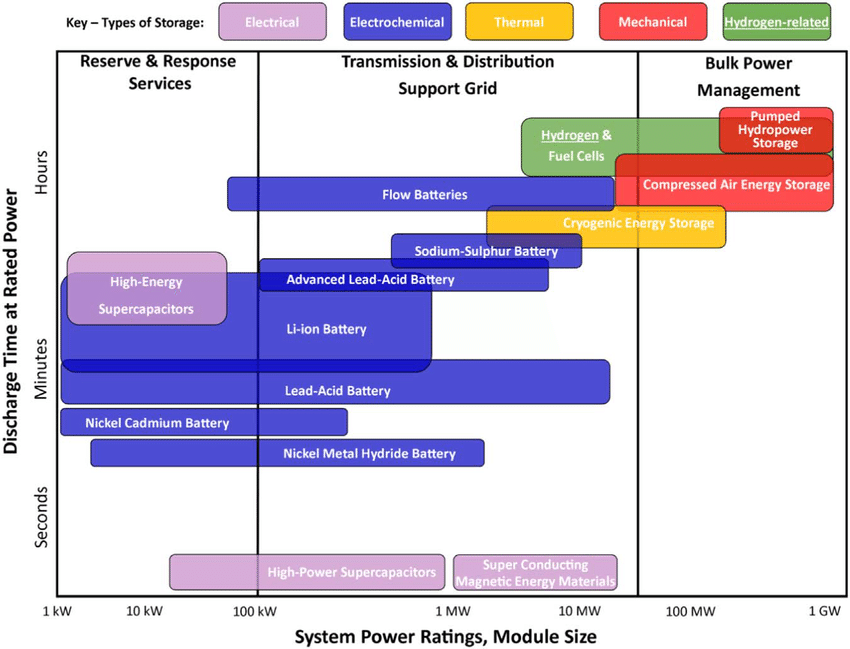 Key – Types of Storage:
Electrical
Electrochemical
Thermal
Mechanical
Hydrogen-related
Reserve & Response
Services
Transmission & Distribution
Support Grid
Bulk Power
Management
Pumped
Hydropower
Storage
Hydrogen &
Fuel Cells
Compressed Air Energy Storage
Flow Batteries
Cryogenic Energy Storage
Sodium-Sulphur Battery
Advanced Lead-Acid Battery
High-Energy
Supercapacitors
Li-ion Battery
Lead-Acid Battery
Nickel Cadmium Battery
Nickel Metal Hydride Battery
High-Power Supercapacitors
Super Conducting
Magnetic Energy Materials
Discharge Time at Rated Power
Hours
Minutes
Seconds
1 kW
10 kW
100 kW
1 MW
10 MW
100 MW
1 GW
System Power Ratings, Module Size